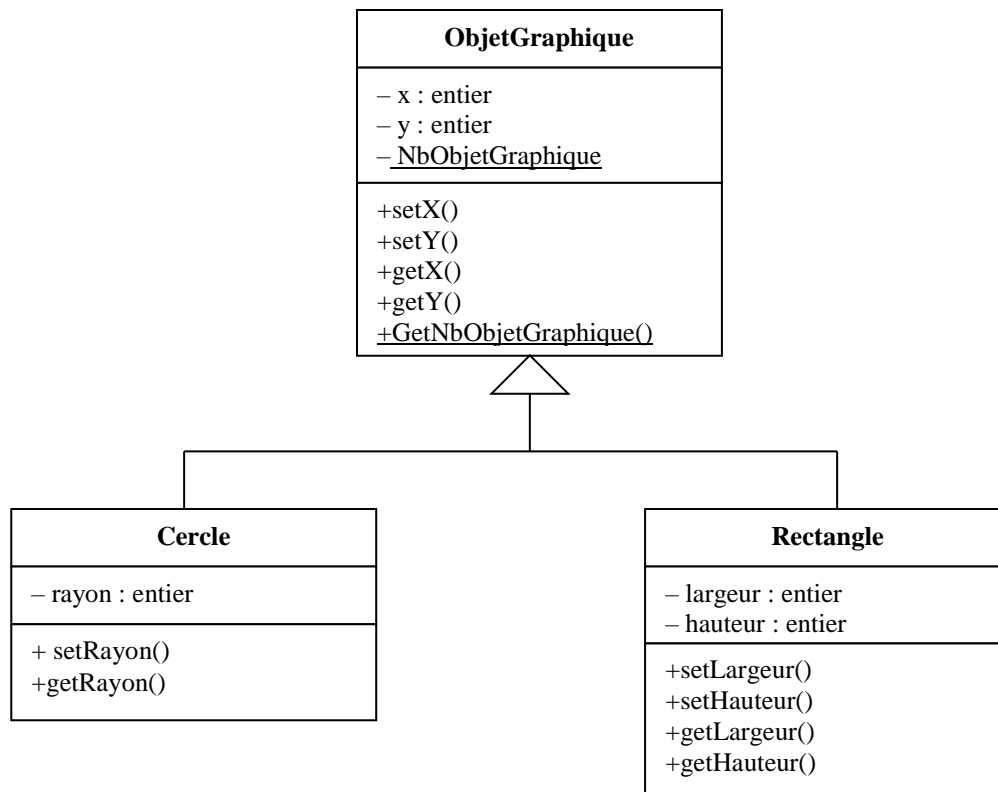 ObjetGraphique
– x : entier
– y : entier
– NbObjetGraphique
+setX()
+setY()
+getX()
+getY()
+GetNbObjetGraphique()
Cercle
– rayon : entier
+ setRayon()
+getRayon()
Rectangle
– largeur : entier
– hauteur : entier
+setLargeur()
+setHauteur()
+getLargeur()
+getHauteur()